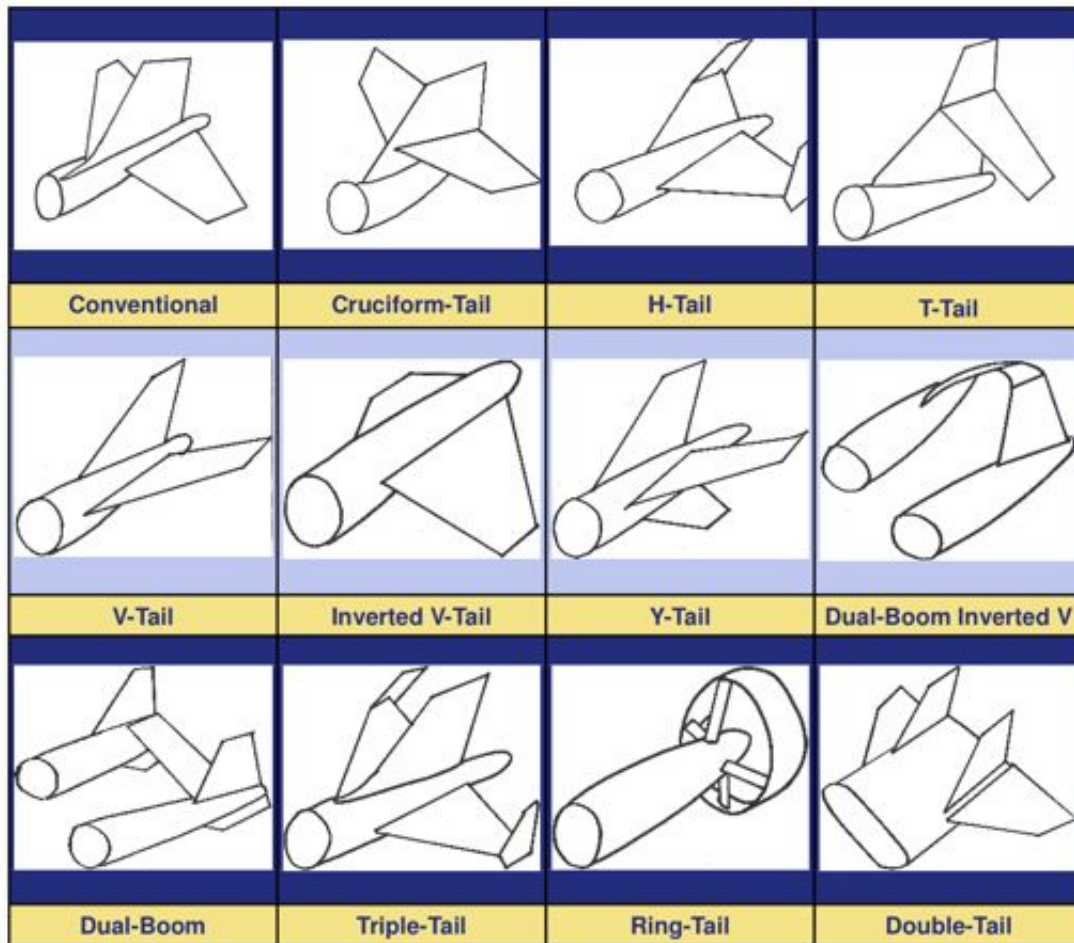 Conventional
Cruciform-Tail
H-Tail
T-Tail
V-Tail
Inverted V-Tail
Y-Tail
Dual-Boom Inverted V
Dual-Boom
Triple-Tail
Ring-Tail
Double-Tail